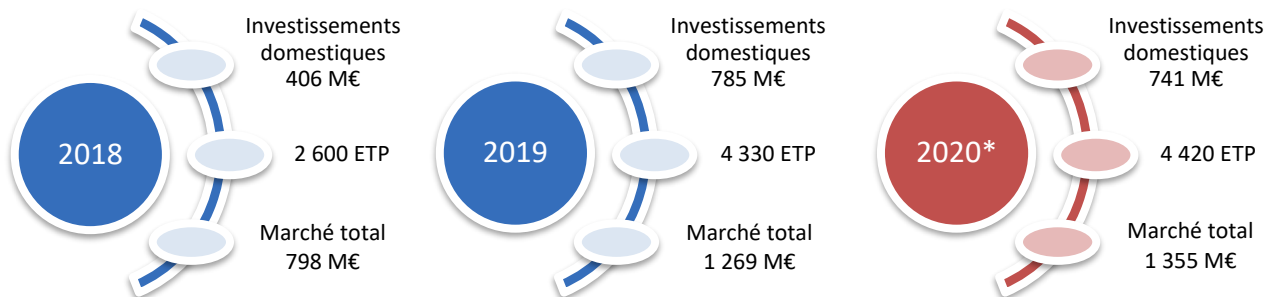 2018
Investissements
domestiques
406 M€
2 600 ETP
Marché total
798 M€
2019
Investissements
domestiques
785 M€
4 330 ETP
Marché total
1 269 M€
2020*
Investissements
domestiques
741 M€
4 420 ETP
Marché total
1 355 M€